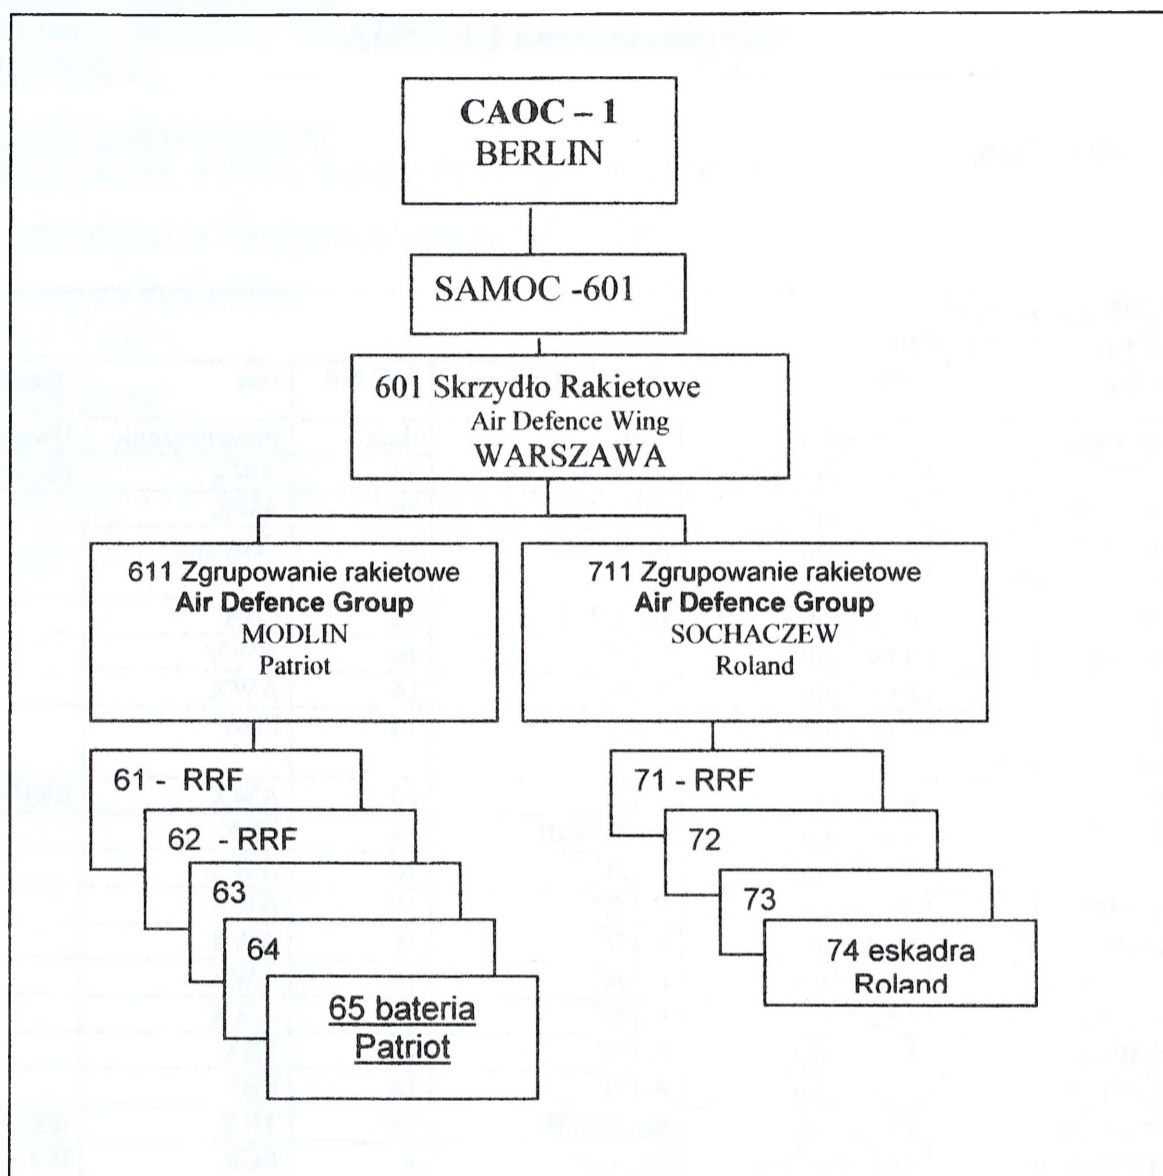 CAOC – 1
BERLIN
SAMOC -601
601 Skrzydło Rakietowe
Air Defence Wing
WARSZAWA
611 Zgrupowanie rakietowe
Air Defence Group
MODLIN
Patriot
711 Zgrupowanie rakietowe
Air Defence Group
SOCHACZEW
Roland
61 - RRF
62 - RRF
63
64
65 bateria
Patriot
71 - RRF
72
73
74 eskadra
Roland